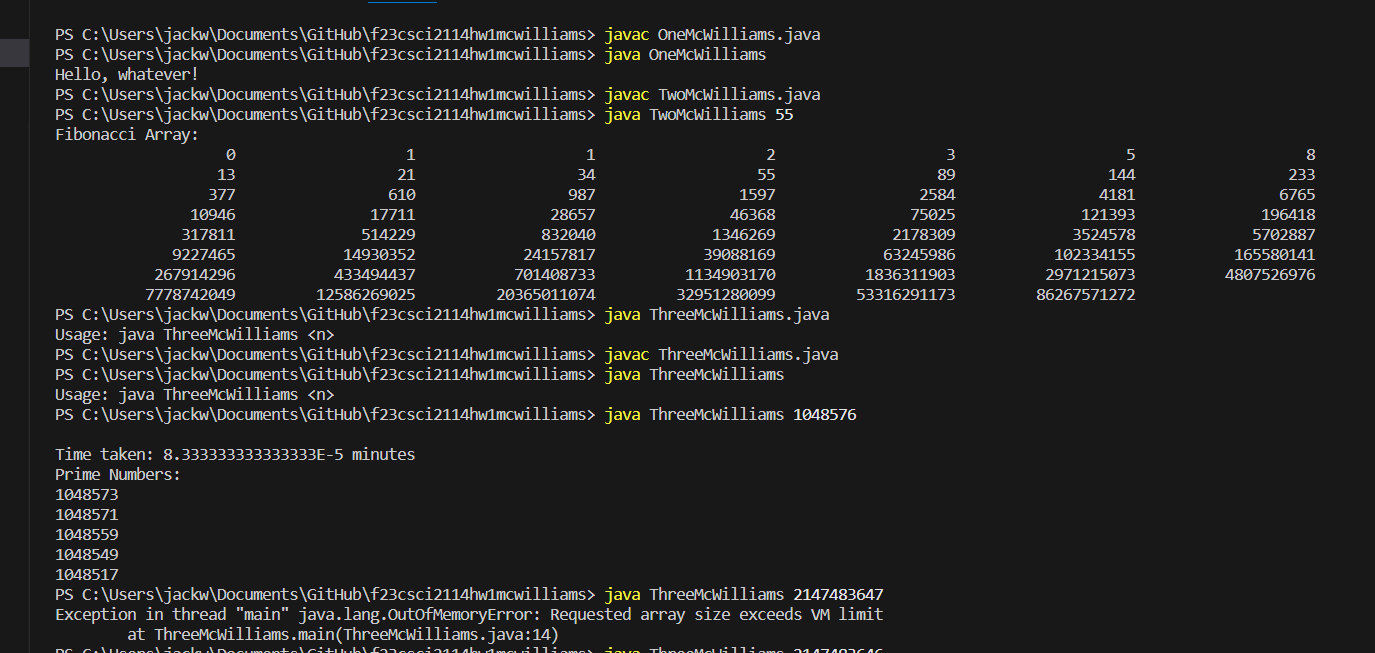 PS C:\Users\jackw\Documents\GitHub\f23csci2114hw1mcwilliams> javac OneMcWilliams.java
PS C:\Users\jackw\Documents\GitHub\f23csci2114hw1mcwilliams> java OneMcWilliams
Hello, whatever!
PS C:\Users\jackw\Documents\GitHub\f23csci2114hw1mcwilliams> javac TwoMcWilliams.java
PS C:\Users\jackw\Documents\GitHub\f23csci2114hw1mcwilliams> java TwoMcWilliams 55
Fibonacci Array:
0 1 1 2 3 5 8
13 21 34 55 89 144 233
377 610 987 1597 2584 4181 6765
10946 17711 28657 46368 75025 121393 196418
317811 514229 832040 1346269 2178309 3524578 5702887
9227465 14930352 24157817 39088169 63245986 102334155 165580141
267914296 433494437 701408733 1134903170 1836311903 2971215073 4807526976
7778742049 12586269025 20365011074 32951280099 53316291173 86267571272
PS C:\Users\jackw\Documents\GitHub\f23csci2114hw1mcwilliams> java ThreeMcWilliams.java
Usage: java ThreeMcWilliams <n>
PS C:\Users\jackw\Documents\GitHub\f23csci2114hw1mcwilliams> javac ThreeMcWilliams.java
PS C:\Users\jackw\Documents\GitHub\f23csci2114hw1mcwilliams> java ThreeMcWilliams
Usage: java ThreeMcWilliams <n>
PS C:\Users\jackw\Documents\GitHub\f23csci2114hw1mcwilliams> java ThreeMcWilliams 1048576
Time taken: 8.333333333333333E-5 minutes
Prime Numbers:
1048573
1048571
1048559
1048549
1048517
PS C:\Users\jackw\Documents\GitHub\f23csci2114hw1mcwilliams> java ThreeMcWilliams 2147483647
Exception in thread "main" java.lang.OutOfMemoryError: Requested array size exceeds VM limit
at ThreeMcWilliams.main(ThreeMcWilliams.java:14)
PS C:\Users\jackw\Documents\GitHub\f23csci2114hw1mcwilliams> java ThreeMcWilliams 2147483646